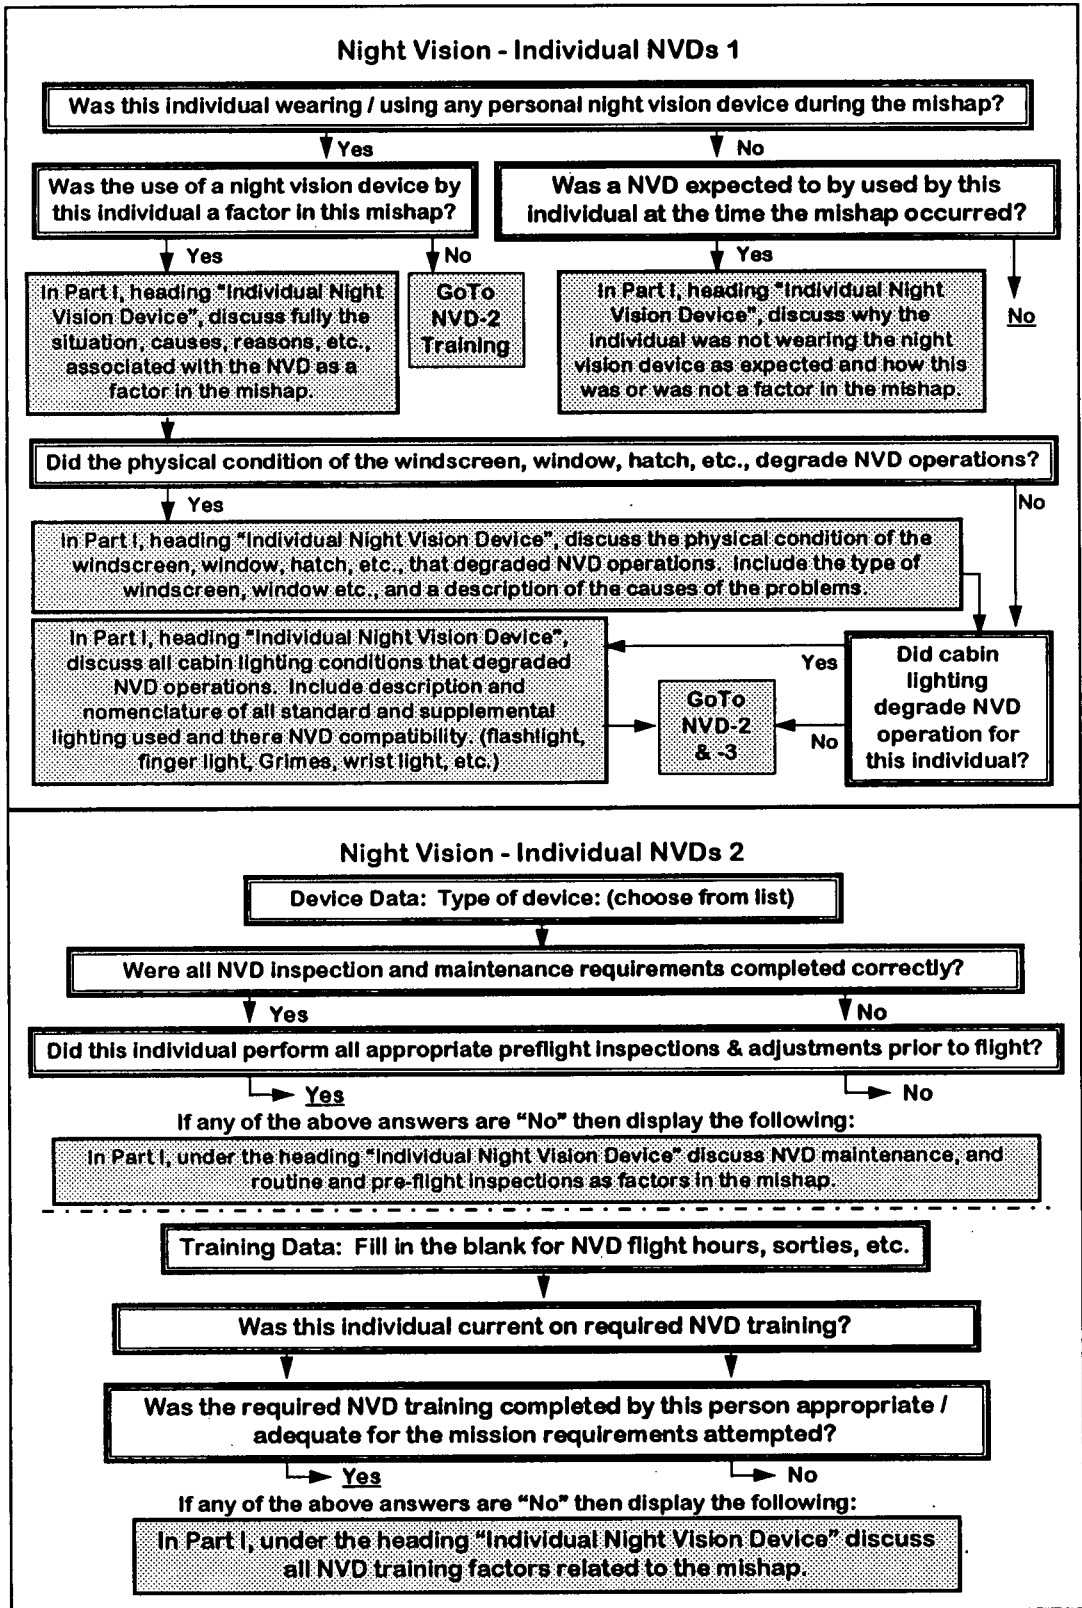 Night Vision - Individual NVDs 1
Was this individual wearing / using any personal night vision device during the mishap?
Yes
No
Was the use of a night vision device by
this individual a factor in this mishap?
Was a NVD expected to by used by this
individual at the time the mishap occurred?
Yes
No
Yes
No
In Part I, heading "Individual Night
Vision Device", discuss fully the
situation, causes, reasons, etc.,
associated with the NVD as a
factor in the mishap.
GoTo
NVD-2
Training
In Part I, heading "Individual Night
Vision Device", discuss why the
individual was not wearing the night
vision device as expected and how this
was or was not a factor in the mishap.
Did the physical condition of the windscreen, window, hatch, etc., degrade NVD operations?
Yes
No
In Part I, heading "Individual Night Vision Device", discuss the physical condition of the
windscreen, window, hatch, etc., that degraded NVD operations. Include the type of
windscreen, window etc., and a description of the causes of the problems.
In Part I, heading "Individual Night Vision Device",
discuss all cabin lighting conditions that degraded
NVD operations. Include description and
nomenclature of all standard and supplemental
lighting used and there NVD compatibility. (flashlight,
finger light, Grimes, wrist light, etc.)
Yes
No
GoTo
NVD-2
& -3
Did cabin
lighting
degrade NVD
operation for
this individual?
Night Vision - Individual NVDs 2
Device Data: Type of device: (choose from list)
Were all NVD inspection and maintenance requirements completed correctly?
Yes
No
Did this individual perform all appropriate preflight inspections & adjustments prior to flight?
Yes
No
If any of the above answers are "No" then display the following:
In Part I, under the heading "Individual Night Vision Device" discuss NVD maintenance, and
routine and pre-flight inspections as factors in the mishap.
Training Data: Fill in the blank for NVD flight hours, sorties, etc.
Was this individual current on required NVD training?
Was the required NVD training completed by this person appropriate /
adequate for the mission requirements attempted?
Yes
No
If any of the above answers are "No" then display the following:
In Part I, under the heading "Individual Night Vision Device" discuss
all NVD training factors related to the mishap.